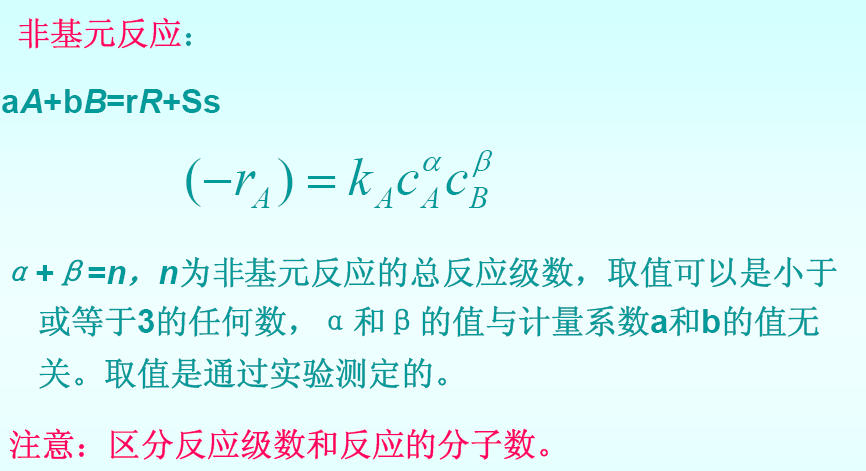 非基元反应：
aA+bB=rR+Ss
(−r_A) = k_A c_A^α c_B^β
α+β=n，n为非基元反应的总反应级数，取值可以是小于
或等于3的任何数，α和β的值与计量系数a和b的值无
关。取值是通过实验测定的。
注意：区分反应级数和反应的分子数。